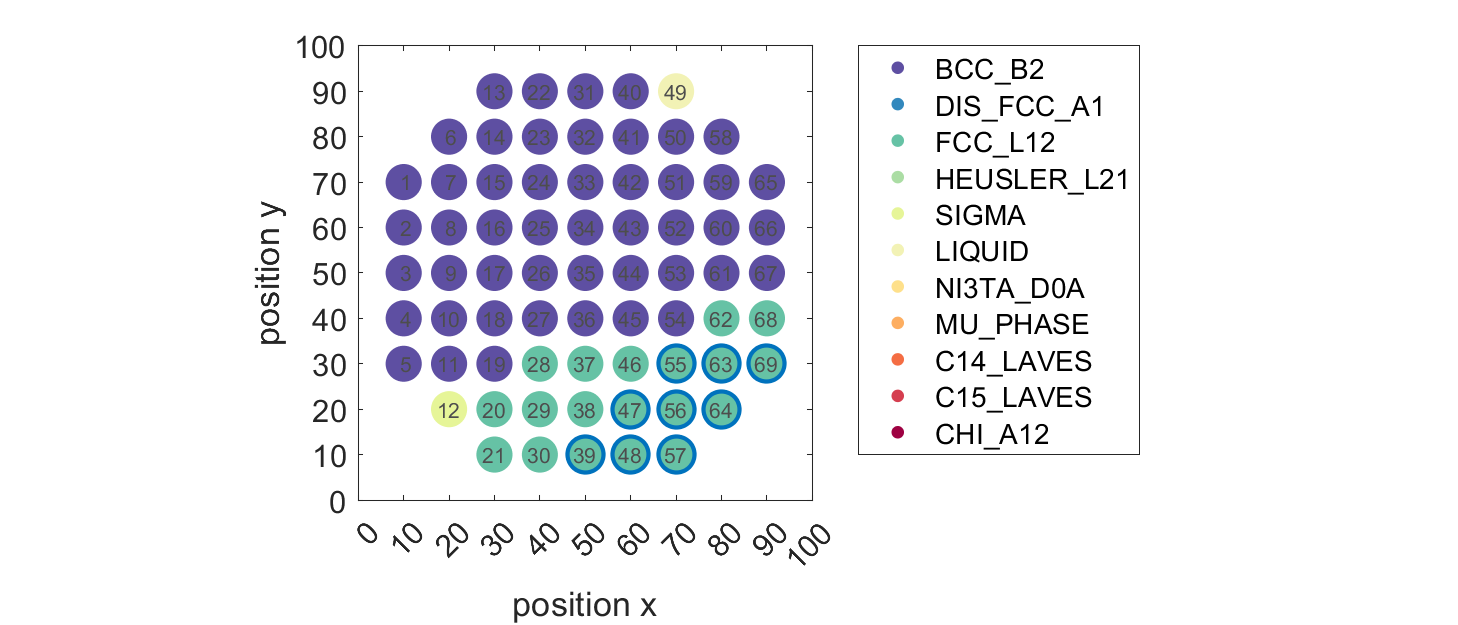 100
90
80
70
60
50
40
30
20
10
0
position y
13 22 31 40 49
6 14 23 32 41 50 58
1 7 15 24 33 42 51 59 65
2 8 16 25 34 43 52 60 66
3 9 17 26 35 44 53 61 67
4 10 18 27 36 45 54 62 68
5 11 19 28 37 46 55 63 69
12 20 29 38 47 56 64
21 30 39 48 57
0 10 20 30 40 50 60 70 80 90 100
position x
BCC_B2
DIS_FCC_A1
FCC_L12
HEUSLER_L21
SIGMA
LIQUID
NI3TA_D0A
MU_PHASE
C14_LAVES
C15_LAVES
CHI_A12